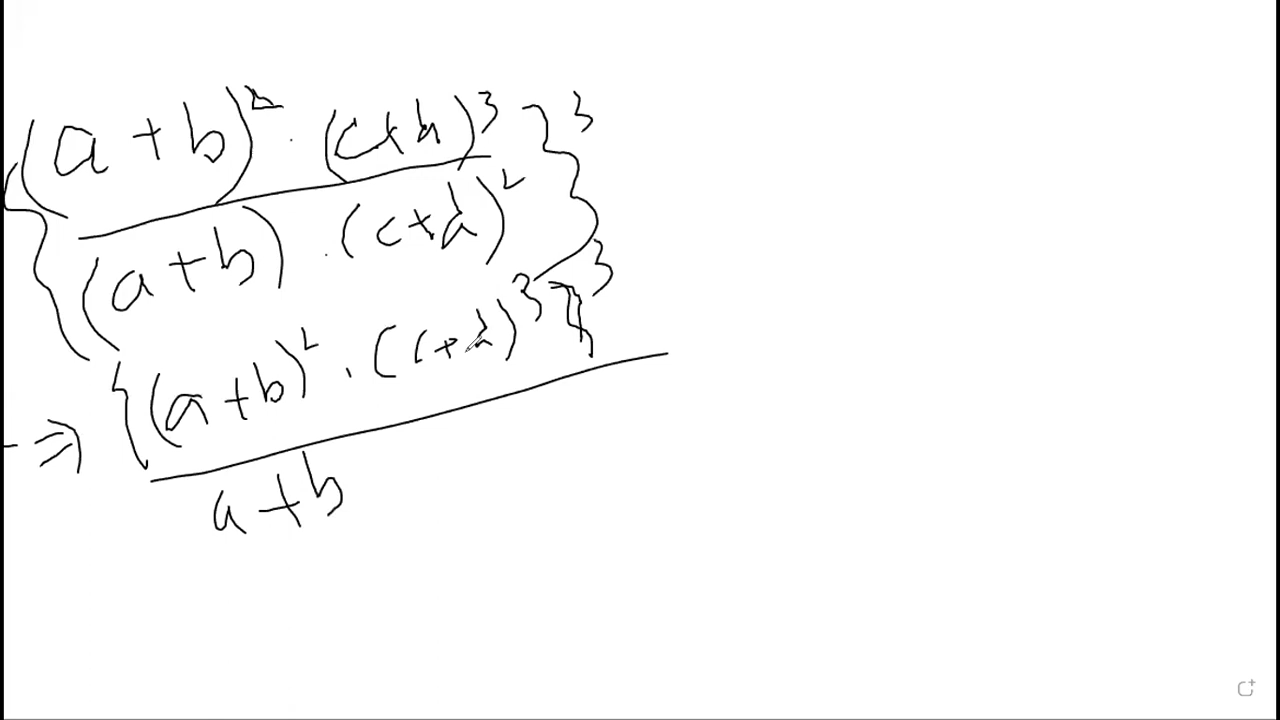 {(a+b)² · (c+d)³ }³
(a+b) · (c+d)²
⇒ {(a+b)² · (c+d)³}³
a+b